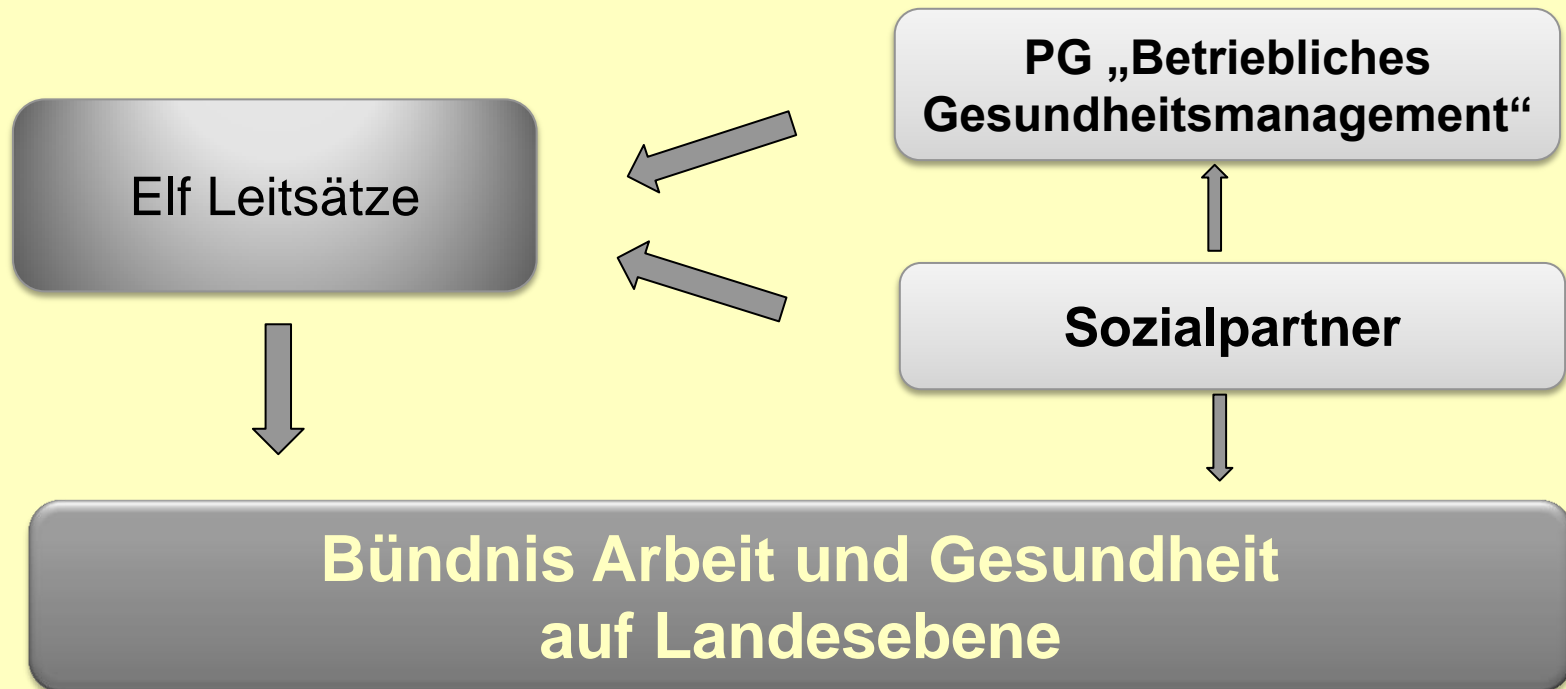 PG „Betriebliches
Gesundheitsmanagement“
Elf Leitsätze
Sozialpartner
Bündnis Arbeit und Gesundheit
auf Landesebene